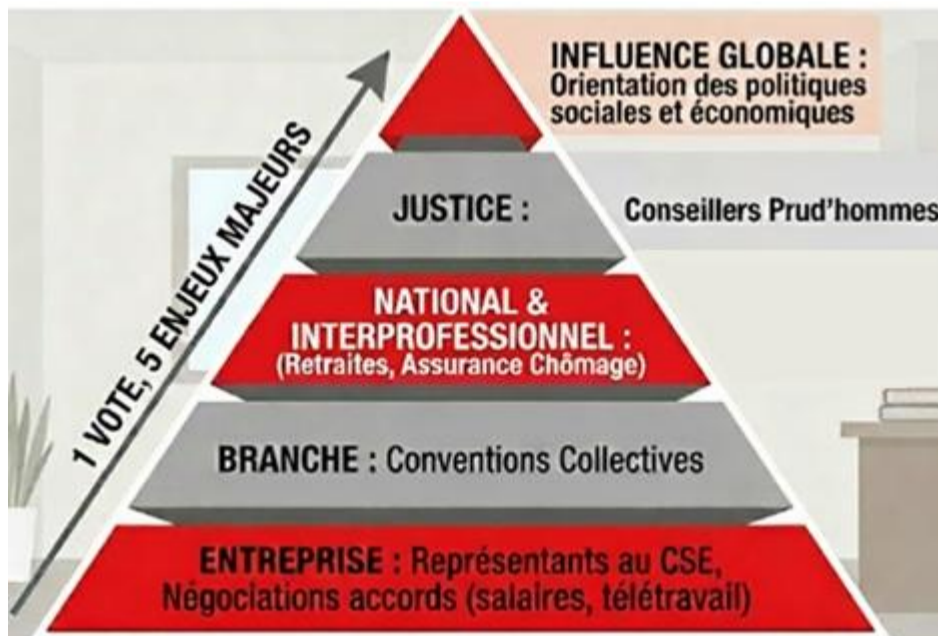 INFLUENCE GLOBALE :
Orientation des politiques
sociales et économiques
1 VOTE, 5 ENJEUX MAJEURS
JUSTICE :
Conseillers Prud'hommes
NATIONAL &
INTERPROFESSIONNEL :
(Retraites, Assurance Chômage)
BRANCHE : Conventions Collectives
ENTREPRISE : Représentants au CSE,
Négociations accords (salaires, télétravail)